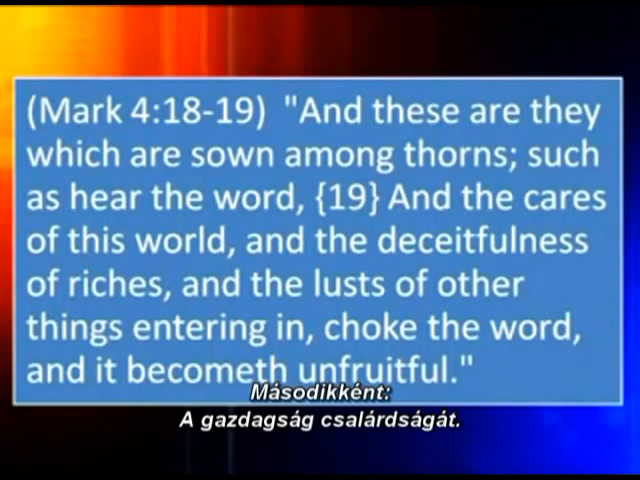 (Mark 4:18-19) "And these are they
which are sown among thorns; such
as hear the word, {19} And the cares
of this world, and the deceitfulness
of riches, and the lusts of other
things entering in, choke the word,
and it becometh unfruitful."
Másodikként:
A gazdagság csalárdságát.